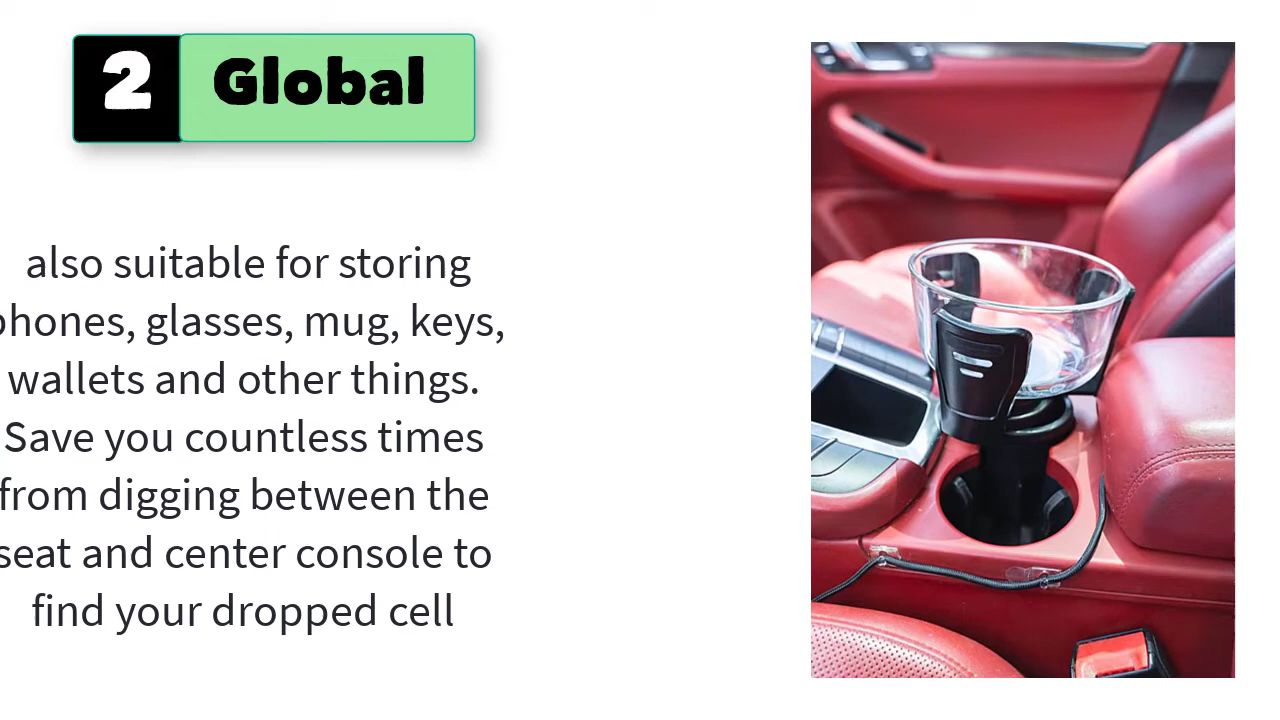 2 Global
also suitable for storing
phones, glasses, mug, keys,
wallets and other things.
Save you countless times
from digging between the
seat and center console to
find your dropped cell